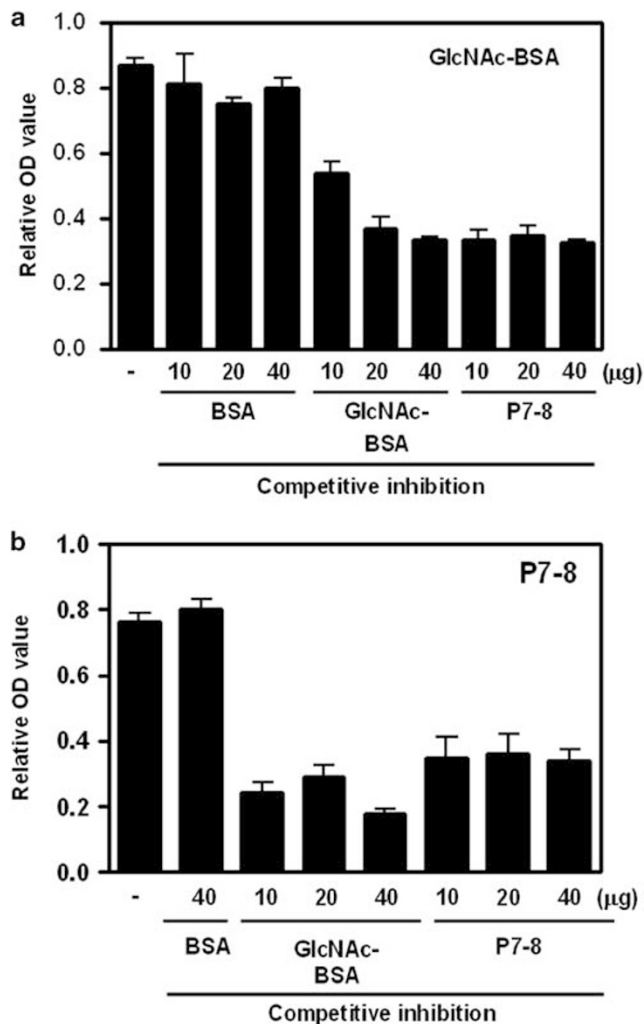 a
GlcNAc-BSA
Relative OD value
1.0
0.8
0.6
0.4
0.2
0.0
- 10 20 40 10 20 40 10 20 40 (μg)
BSA GlcNAc- P7-8
BSA
Competitive inhibition
b
P7-8
Relative OD value
1.0
0.8
0.6
0.4
0.2
0.0
- 40 10 20 40 10 20 40 (μg)
BSA GlcNAc- P7-8
BSA
Competitive inhibition